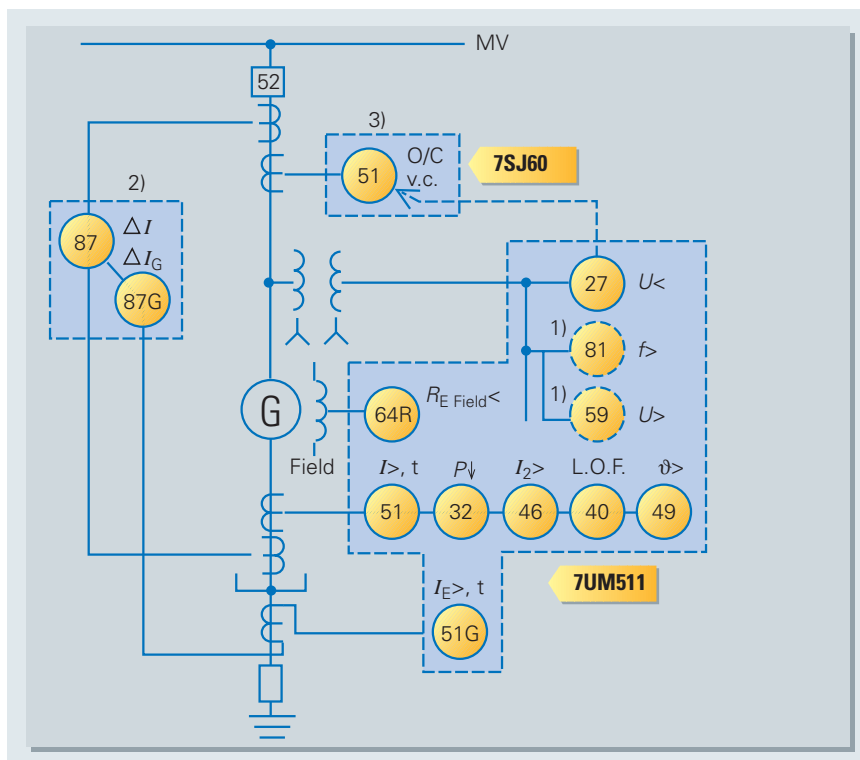 MV
52
3)
O/C
v.c.
51
7SJ60
2)
87
ΔI
ΔI_G
87G
27
U<
1)
81
f>
1)
59
U>
G
64R
R_E Field<
Field
I>, t
P↓
I_2>
L.O.F.
ϑ>
51
32
46
40
49
7UM511
I_E>, t
51G